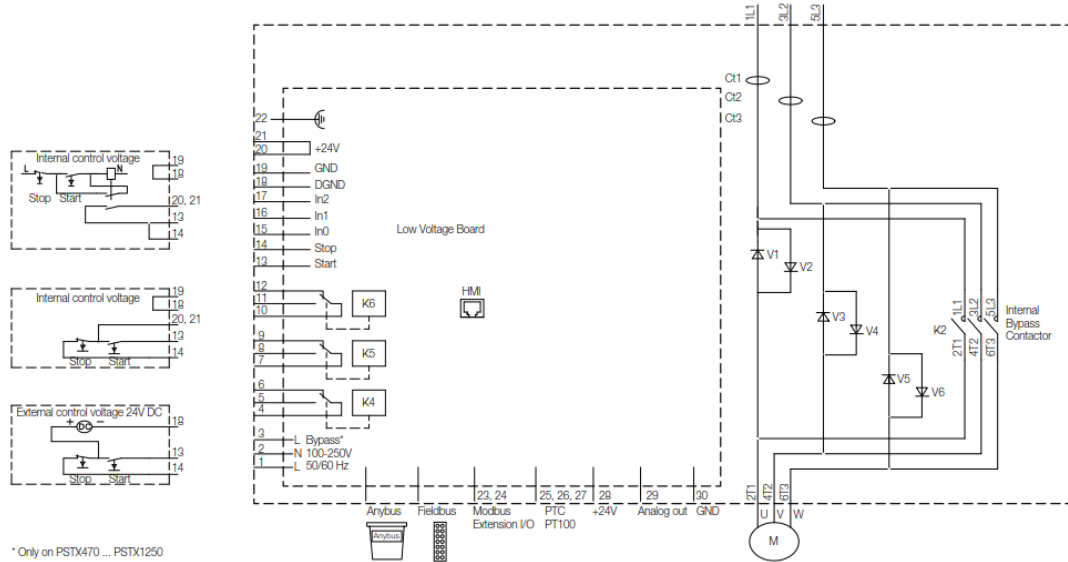 1L1 3L2 5L3
Ct1
Ct2
Ct3
22
21
20 +24V
19 GND
18 DGND
17 In2
16 In1
15 In0
14 Stop
13 Start
Low Voltage Board
HMI
12
11
10
K6
9
8
7
K5
6
5
4
K4
3 L Bypass*
2 N 100-250V
1 L 50/60 Hz
23, 24
25, 26, 27
28
29
30
Anybus
Fieldbus
Modbus
Extension I/O
PTC
PT100
+24V
Analog out
GND
Anybus
Internal control voltage
L N
Stop Start
19
18
20, 21
13
14
Internal control voltage
19
18
20, 21
13
14
Stop Start
External control voltage 24V DC
+ DC -
18
13
14
Stop Start
V1
V2
V3
V4
V5
V6
K2
1L1 3L2 5L3
2T1 4T2 6T3
Internal
Bypass
Contactor
2T1 4T2 6T3
U V W
M
* Only on PSTX470 ... PSTX1250